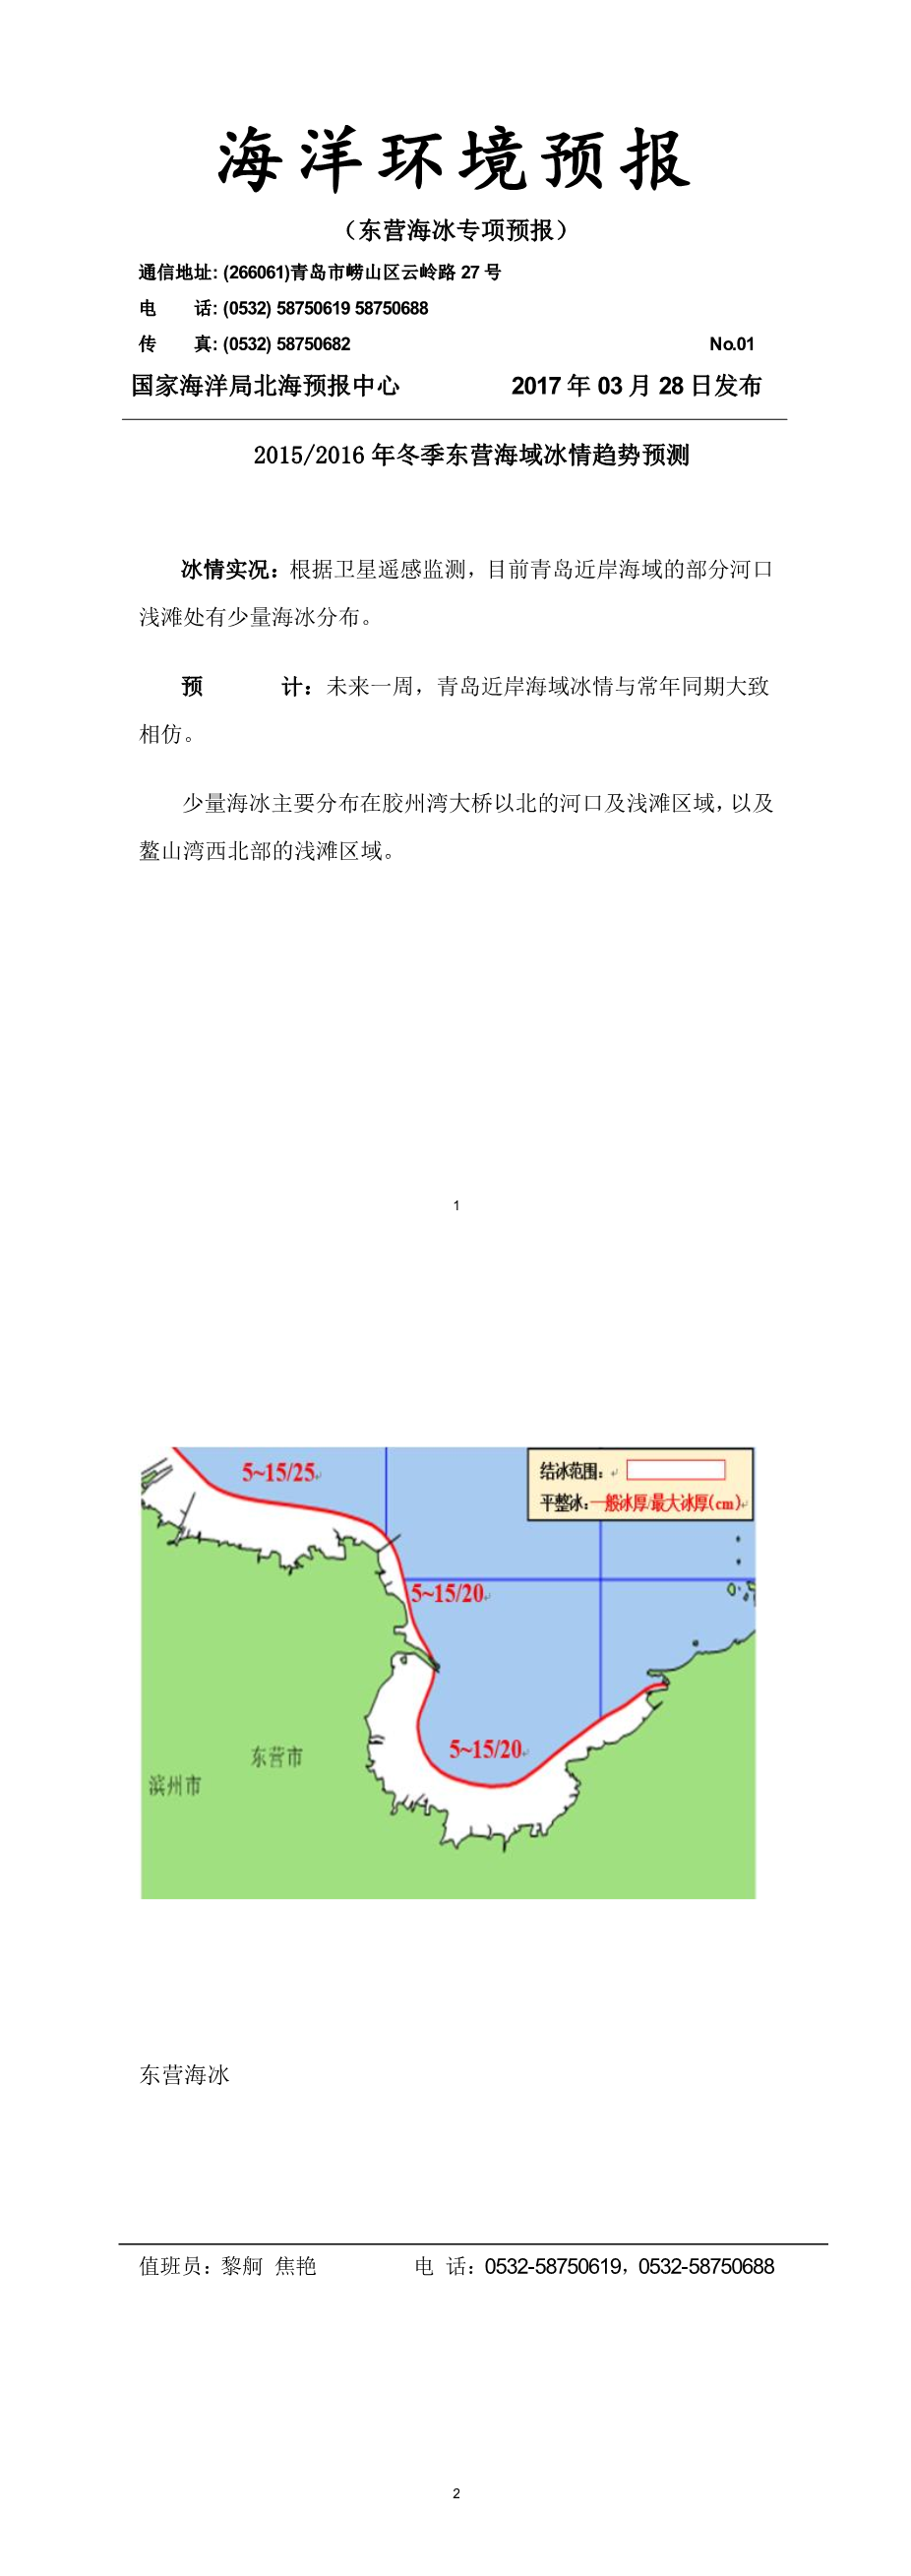 海洋环境预报
（东营海冰专项预报）
通信地址: (266061)青岛市崂山区云岭路 27 号
电 话: (0532) 58750619 58750688
传 真: (0532) 58750682 No.01
国家海洋局北海预报中心 2017 年 03 月 28 日发布
2015/2016 年冬季东营海域冰情趋势预测
冰情实况：根据卫星遥感监测，目前青岛近岸海域的部分河口
浅滩处有少量海冰分布。
预 计：未来一周，青岛近岸海域冰情与常年同期大致
相仿。
少量海冰主要分布在胶州湾大桥以北的河口及浅滩区域，以及
鳌山湾西北部的浅滩区域。
1
5~15/25
结冰范围：
平整冰：一般冰厚/最大冰厚(cm)
5~15/20
5~15/20
东营市
滨州市
东营海冰
值班员：黎舸 焦艳 电 话：0532-58750619，0532-58750688
2